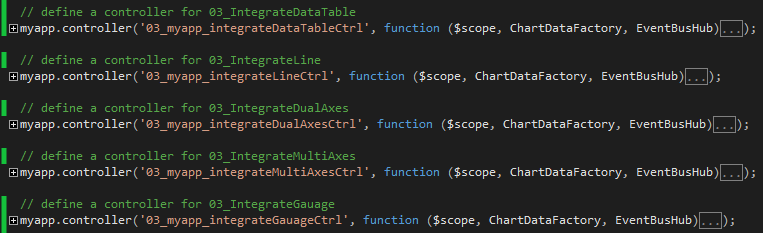 // define a controller for 03_IntegrateDataTable
myapp.controller('03_myapp_integrateDataTableCtrl', function ($scope, ChartDataFactory, EventBusHub)...);
// define a controller for 03_IntegrateLine
myapp.controller('03_myapp_integrateLineCtrl', function ($scope, ChartDataFactory, EventBusHub)...);
// define a controller for 03_IntegrateDualAxes
myapp.controller('03_myapp_integrateDualAxesCtrl', function ($scope, ChartDataFactory, EventBusHub)...);
// define a controller for 03_IntegrateMultiAxes
myapp.controller('03_myapp_integrateMultiAxesCtrl', function ($scope, ChartDataFactory, EventBusHub)...);
// define a controller for 03_IntegrateGauage
myapp.controller('03_myapp_integrateGauageCtrl', function ($scope, ChartDataFactory, EventBusHub)...);